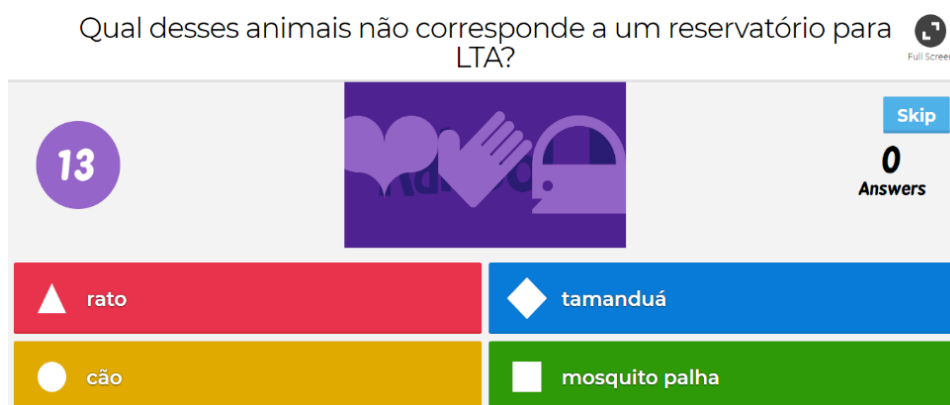 Qual desses animais não corresponde a um reservatório para
LTA?
Full Screen
13
Skip
0
Answers
rato
tamanduá
cão
mosquito palha